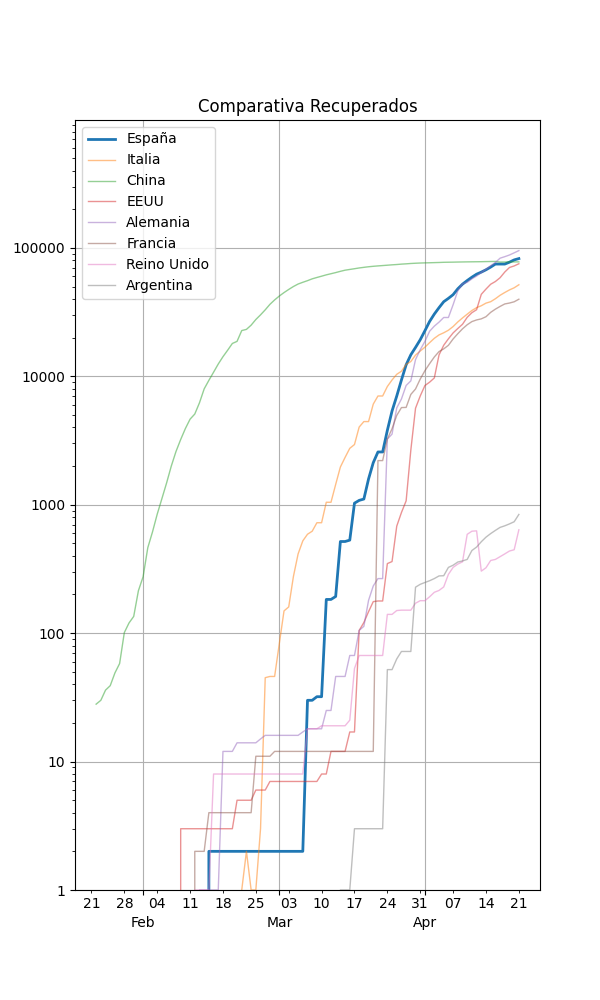 Comparativa Recuperados
España
Italia
China
EEUU
Alemania
Francia
Reino Unido
Argentina
100000
10000
1000
100
10
1
21 28 04 11 18 25 03 10 17 24 31 07 14 21
Feb Mar Apr